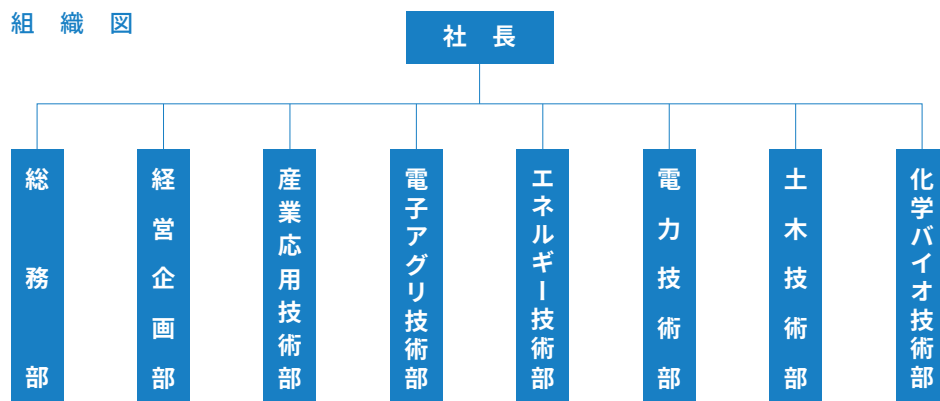 組織図
社長
総務部
経営企画部
産業応用技術部
電子アグリ技術部
エネルギー技術部
電力技術部
土木技術部
化学バイオ技術部